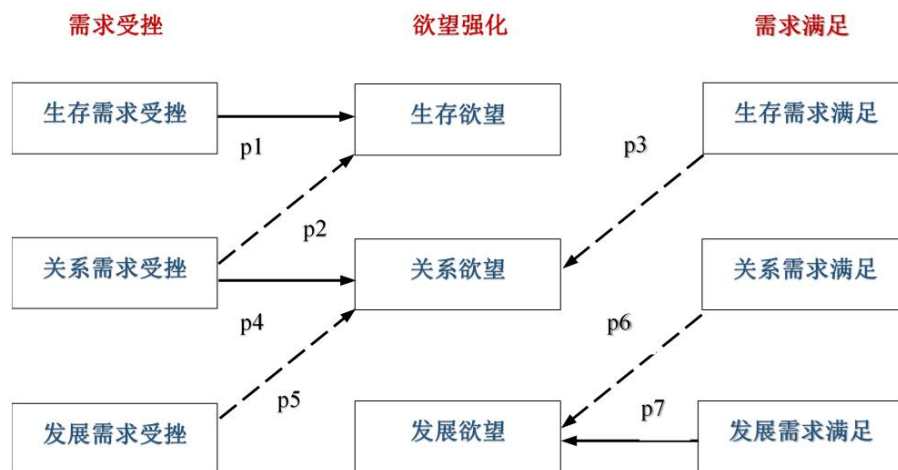 需求受挫 欲望强化 需求满足
生存需求受挫 生存欲望 生存需求满足
p1 p3
p2
关系需求受挫 关系欲望 关系需求满足
p4 p6
p5 p7
发展需求受挫 发展欲望 发展需求满足